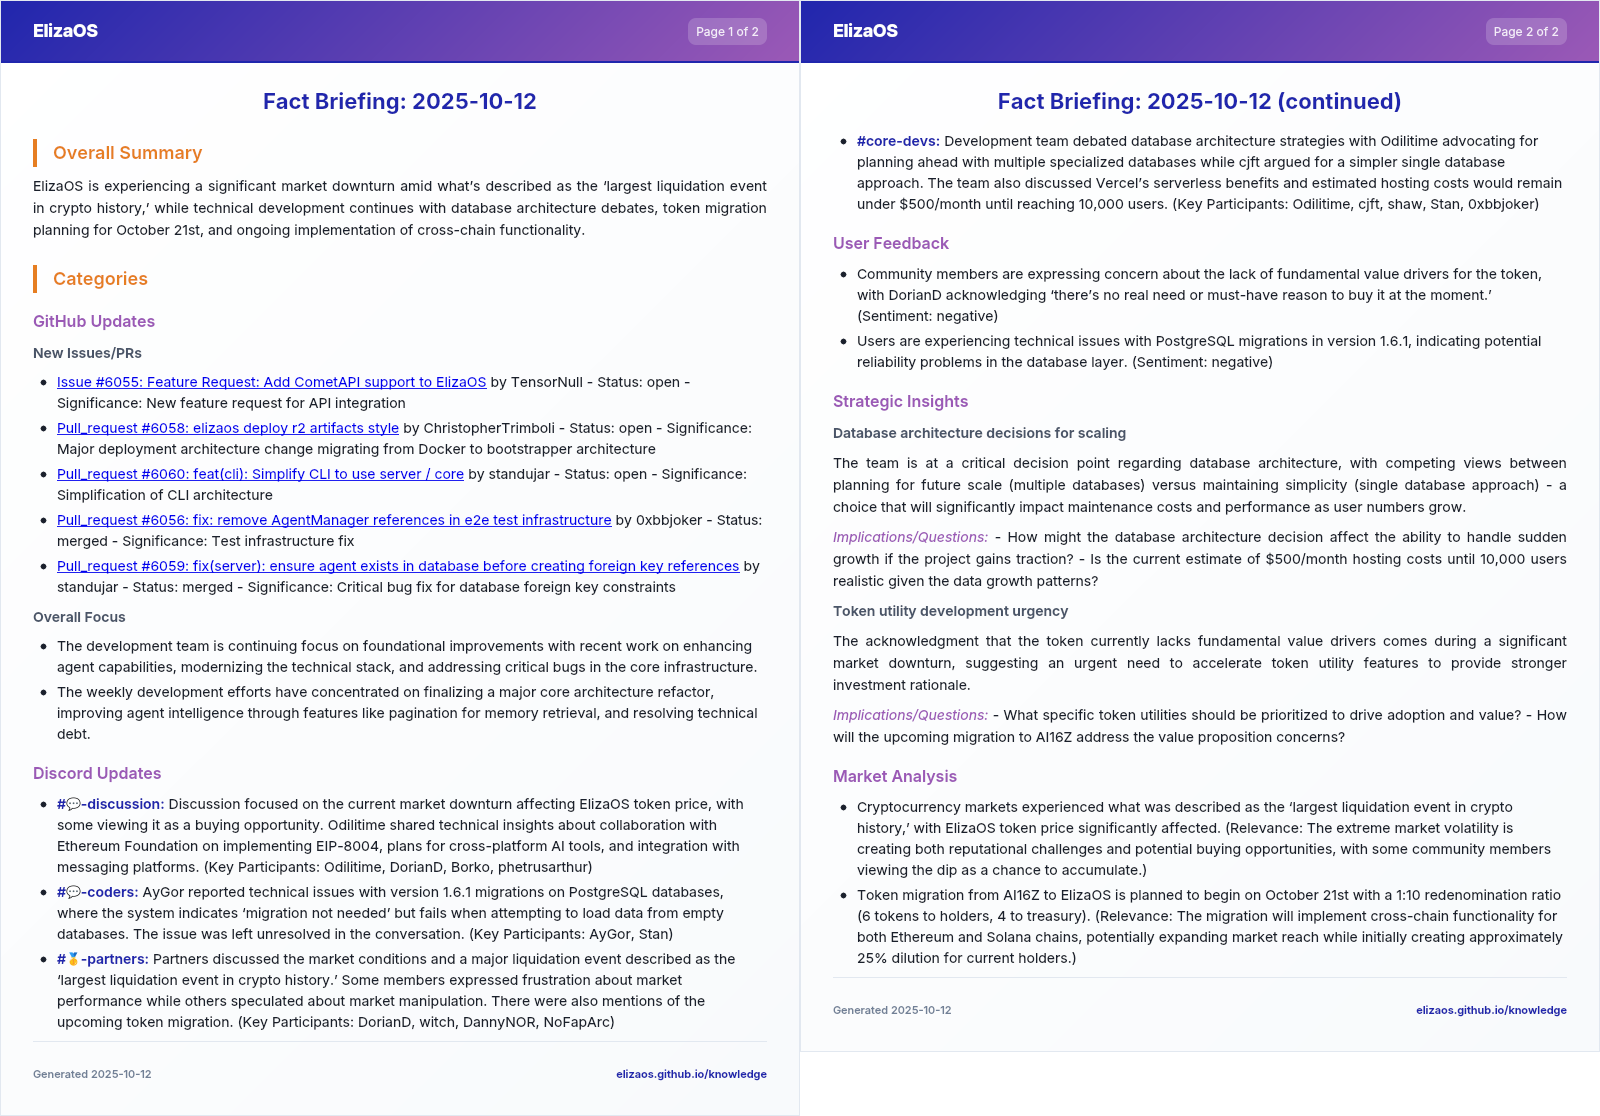 ElizaOS
Page 1 of 2
Fact Briefing: 2025-10-12
Overall Summary
ElizaOS is experiencing a significant market downturn amid what's described as the 'largest liquidation event
in crypto history,' while technical development continues with database architecture debates, token migration
planning for October 21st, and ongoing implementation of cross-chain functionality.
Categories
GitHub Updates
New Issues/PRs
• Issue #6055: Feature Request: Add CometAPI support to ElizaOS by TensorNull - Status: open -
Significance: New feature request for API integration
• Pull_request #6058: elizaos deploy r2 artifacts style by ChristopherTrimboli - Status: open - Significance:
Major deployment architecture change migrating from Docker to bootstrapper architecture
• Pull_request #6060: feat(cli): Simplify CLI to use server / core by standujar - Status: open - Significance:
Simplification of CLI architecture
• Pull_request #6056: fix: remove AgentManager references in e2e test infrastructure by 0xbbjoker - Status:
merged - Significance: Test infrastructure fix
• Pull_request #6059: fix(server): ensure agent exists in database before creating foreign key references by
standujar - Status: merged - Significance: Critical bug fix for database foreign key constraints
Overall Focus
• The development team is continuing focus on foundational improvements with recent work on enhancing
agent capabilities, modernizing the technical stack, and addressing critical bugs in the core infrastructure.
• The weekly development efforts have concentrated on finalizing a major core architecture refactor,
improving agent intelligence through features like pagination for memory retrieval, and resolving technical
debt.
Discord Updates
• #💬-discussion: Discussion focused on the current market downturn affecting ElizaOS token price, with
some viewing it as a buying opportunity. Odilitime shared technical insights about collaboration with
Ethereum Foundation on implementing EIP-8004, plans for cross-platform AI tools, and integration with
messaging platforms. (Key Participants: Odilitime, DorianD, Borko, phetrusarthur)
• #💬-coders: AyGor reported technical issues with version 1.6.1 migrations on PostgreSQL databases,
where the system indicates 'migration not needed' but fails when attempting to load data from empty
databases. The issue was left unresolved in the conversation. (Key Participants: AyGor, Stan)
• #🥇-partners: Partners discussed the market conditions and a major liquidation event described as the
'largest liquidation event in crypto history.' Some members expressed frustration about market
performance while others speculated about market manipulation. There were also mentions of the
upcoming token migration. (Key Participants: DorianD, witch, DannyNOR, NoFapArc)
Generated 2025-10-12
elizaos.github.io/knowledge
ElizaOS
Page 2 of 2
Fact Briefing: 2025-10-12 (continued)
• #core-devs: Development team debated database architecture strategies with Odilitime advocating for
planning ahead with multiple specialized databases while cjft argued for a simpler single database
approach. The team also discussed Vercel's serverless benefits and estimated hosting costs would remain
under $500/month until reaching 10,000 users. (Key Participants: Odilitime, cjft, shaw, Stan, 0xbbjoker)
User Feedback
• Community members are expressing concern about the lack of fundamental value drivers for the token,
with DorianD acknowledging 'there's no real need or must-have reason to buy it at the moment.'
(Sentiment: negative)
• Users are experiencing technical issues with PostgreSQL migrations in version 1.6.1, indicating potential
reliability problems in the database layer. (Sentiment: negative)
Strategic Insights
Database architecture decisions for scaling
The team is at a critical decision point regarding database architecture, with competing views between
planning for future scale (multiple databases) versus maintaining simplicity (single database approach) - a
choice that will significantly impact maintenance costs and performance as user numbers grow.
Implications/Questions: - How might the database architecture decision affect the ability to handle sudden
growth if the project gains traction? - Is the current estimate of $500/month hosting costs until 10,000 users
realistic given the data growth patterns?
Token utility development urgency
The acknowledgment that the token currently lacks fundamental value drivers comes during a significant
market downturn, suggesting an urgent need to accelerate token utility features to provide stronger
investment rationale.
Implications/Questions: - What specific token utilities should be prioritized to drive adoption and value? - How
will the upcoming migration to AI16Z address the value proposition concerns?
Market Analysis
• Cryptocurrency markets experienced what was described as the 'largest liquidation event in crypto
history,' with ElizaOS token price significantly affected. (Relevance: The extreme market volatility is
creating both reputational challenges and potential buying opportunities, with some community members
viewing the dip as a chance to accumulate.)
• Token migration from AI16Z to ElizaOS is planned to begin on October 21st with a 1:10 redenomination ratio
(6 tokens to holders, 4 to treasury). (Relevance: The migration will implement cross-chain functionality for
both Ethereum and Solana chains, potentially expanding market reach while initially creating approximately
25% dilution for current holders.)
Generated 2025-10-12
elizaos.github.io/knowledge